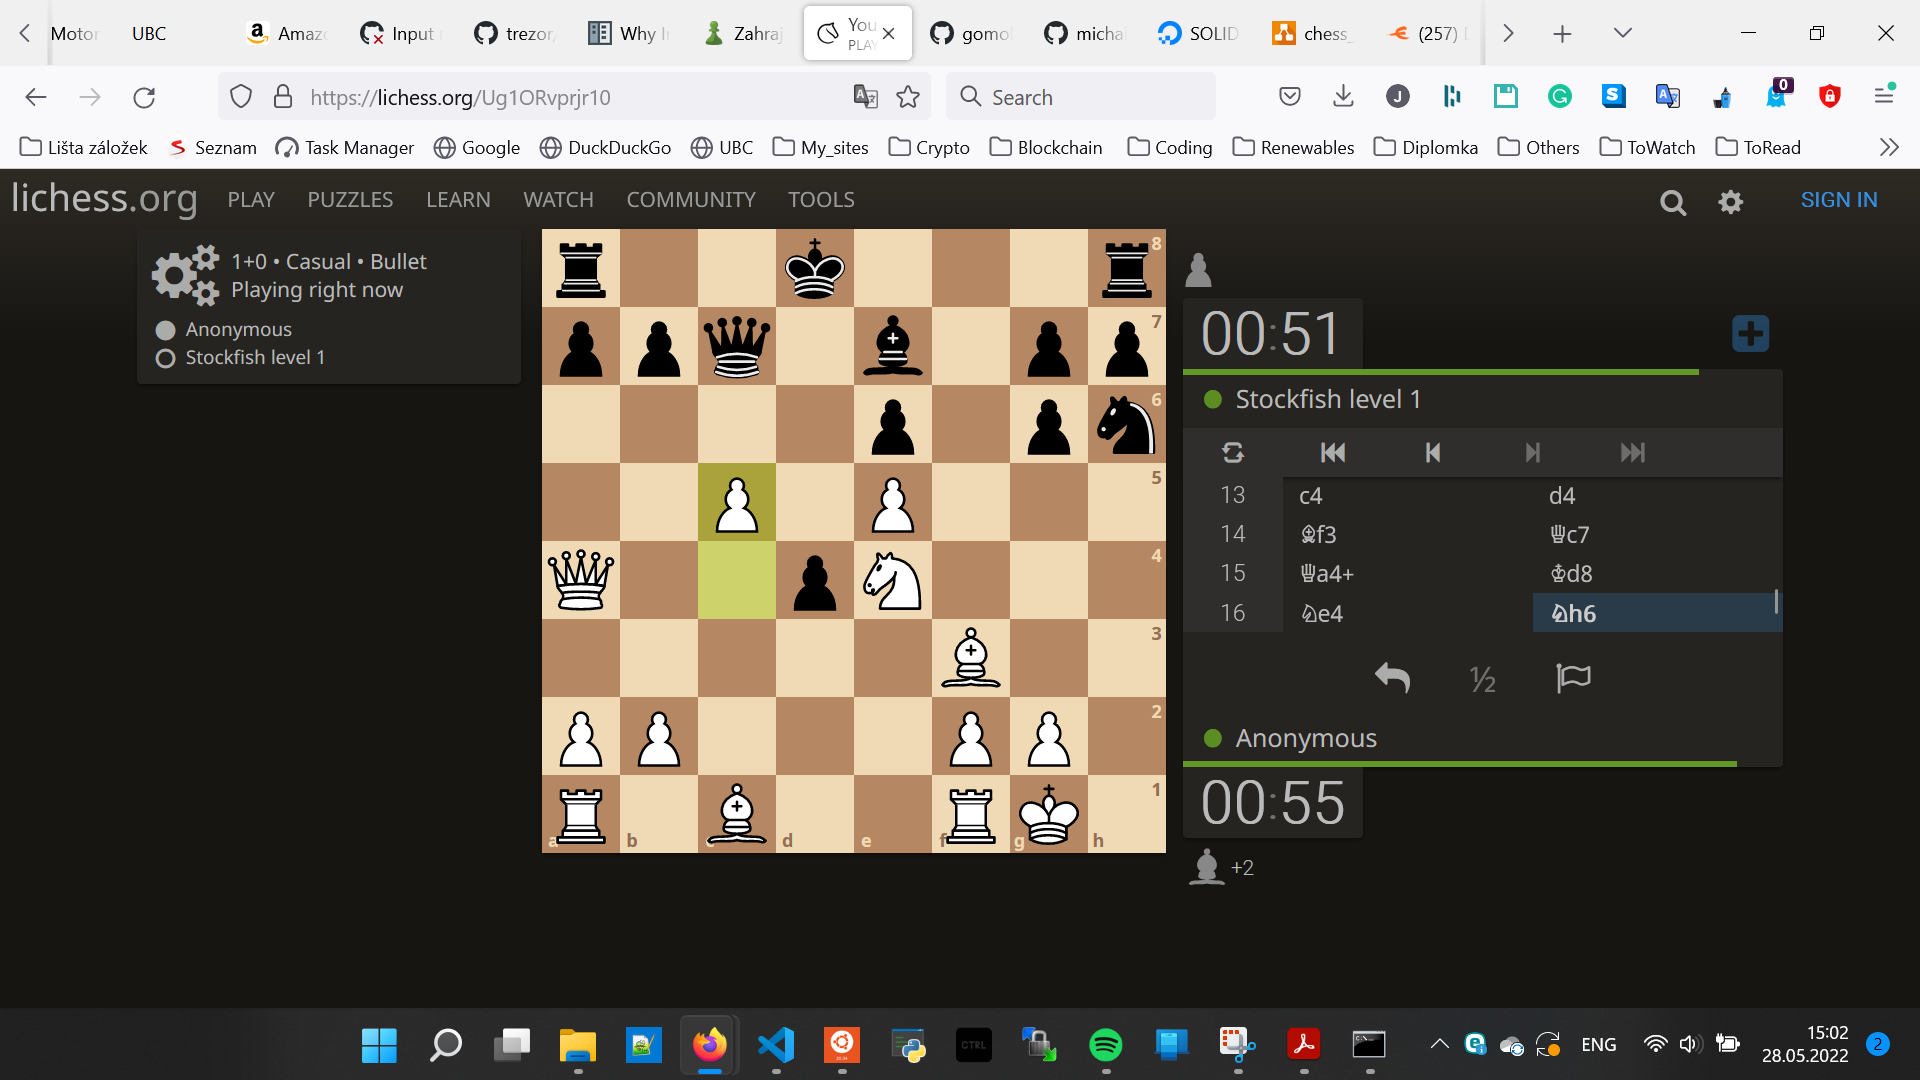 Motor
UBC
Amaz
Input
trezor
Why I
Zahraj
You
PLAY
gomo
micha
SOLID
chess_
(257)
https://lichess.org/Ug1ORvprjr10
Search
J
S
0
Lišta záložek
Seznam
Task Manager
Google
DuckDuckGo
UBC
My_sites
Crypto
Blockchain
Coding
Renewables
Diplomka
Others
ToWatch
ToRead
lichess.org
PLAY
PUZZLES
LEARN
WATCH
COMMUNITY
TOOLS
SIGN IN
1+0 • Casual • Bullet
Playing right now
Anonymous
Stockfish level 1
8
7
6
5
4
3
2
1
a
b
c
d
e
f
g
h
00:51
Stockfish level 1
13 c4 d4
14 ♗f3 ♕c7
15 ♕a4+ ♔d8
16 ♘e4 ♘h6
½
Anonymous
00:55
+2
CTRL
ENG
15:02
28.05.2022
2